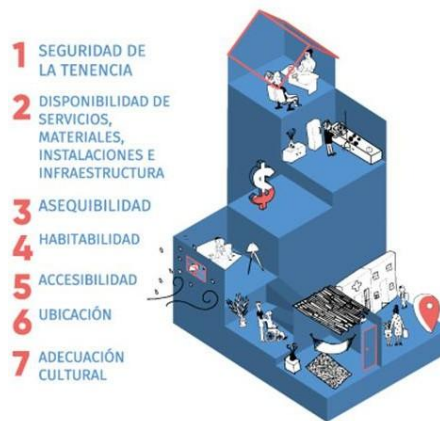 1 SEGURIDAD DE
LA TENENCIA
2 DISPONIBILIDAD DE
SERVICIOS,
MATERIALES,
INSTALACIONES E
INFRAESTRUCTURA
3 ASEQUIBILIDAD
4 HABITABILIDAD
5 ACCESIBILIDAD
6 UBICACIÓN
7 ADECUACIÓN
CULTURAL
$